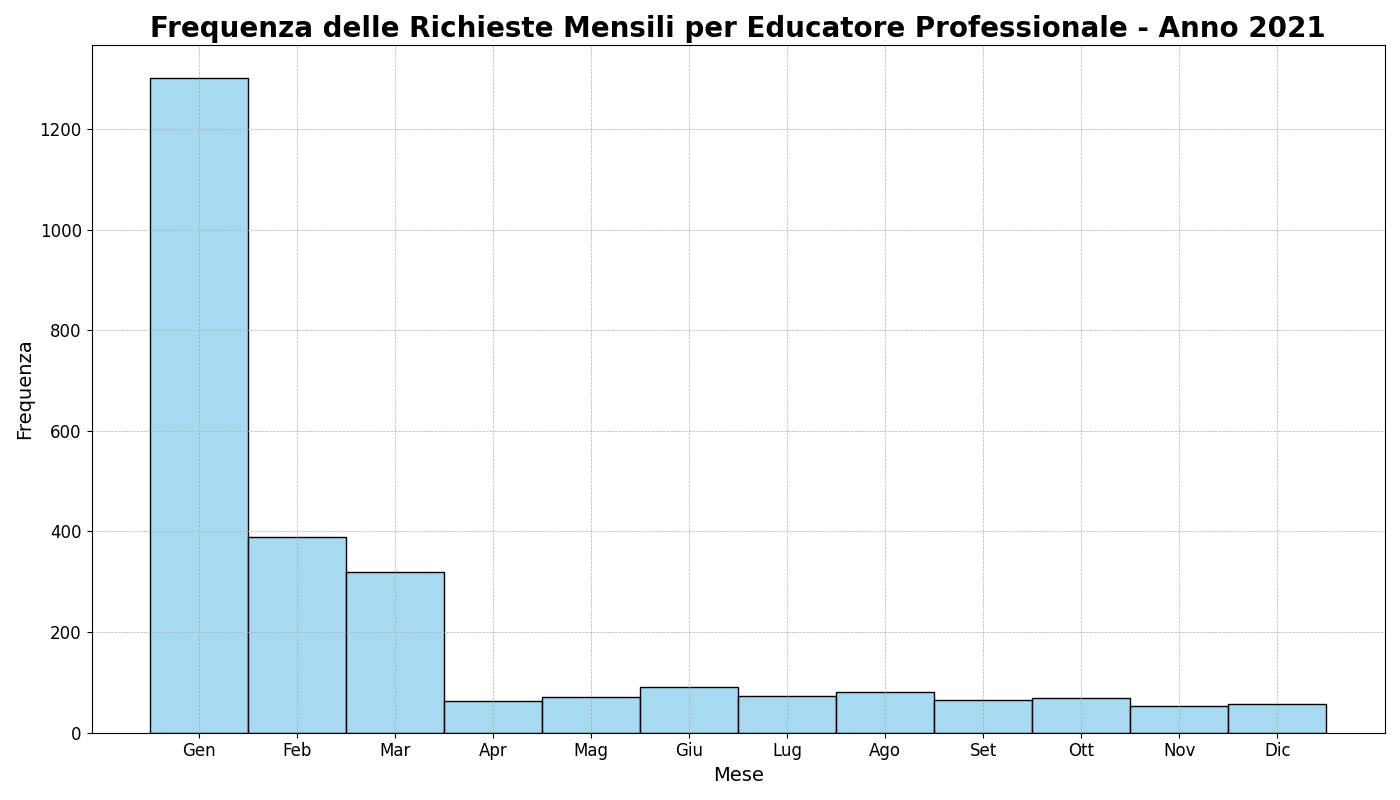 Frequenza delle Richieste Mensili per Educatore Professionale - Anno 2021
Frequenza
1200
1000
800
600
400
200
0
Gen Feb Mar Apr Mag Giu Lug Ago Set Ott Nov Dic
Mese